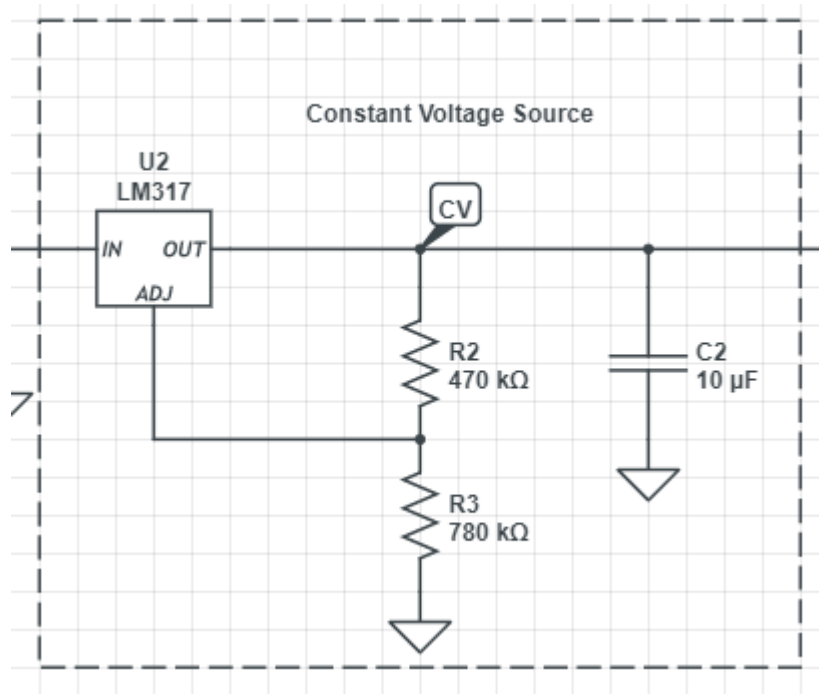 Constant Voltage Source
U2
LM317
CV
IN
OUT
ADJ
R2
470 kΩ
C2
10 µF
R3
780 kΩ